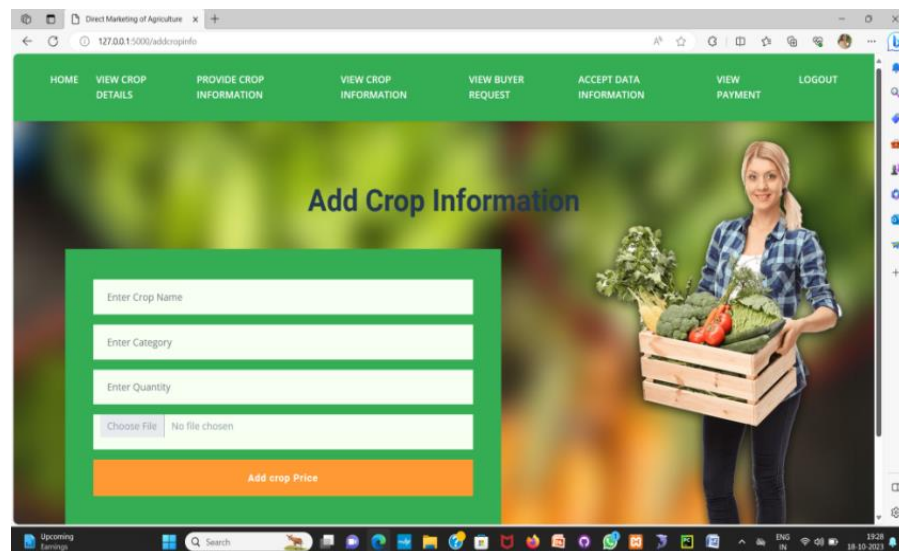 Direct Marketing of Agriculture
127.0.0.1:5000/addcropinfo
HOME
VIEW CROP
DETAILS
PROVIDE CROP
INFORMATION
VIEW CROP
INFORMATION
VIEW BUYER
REQUEST
ACCEPT DATA
INFORMATION
VIEW
PAYMENT
LOGOUT
Add Crop Information
Enter Crop Name
Enter Category
Enter Quantity
Choose File No file chosen
Add crop Price
Upcoming
Earnings
Search
ENG
IN
19:28
18-10-2023